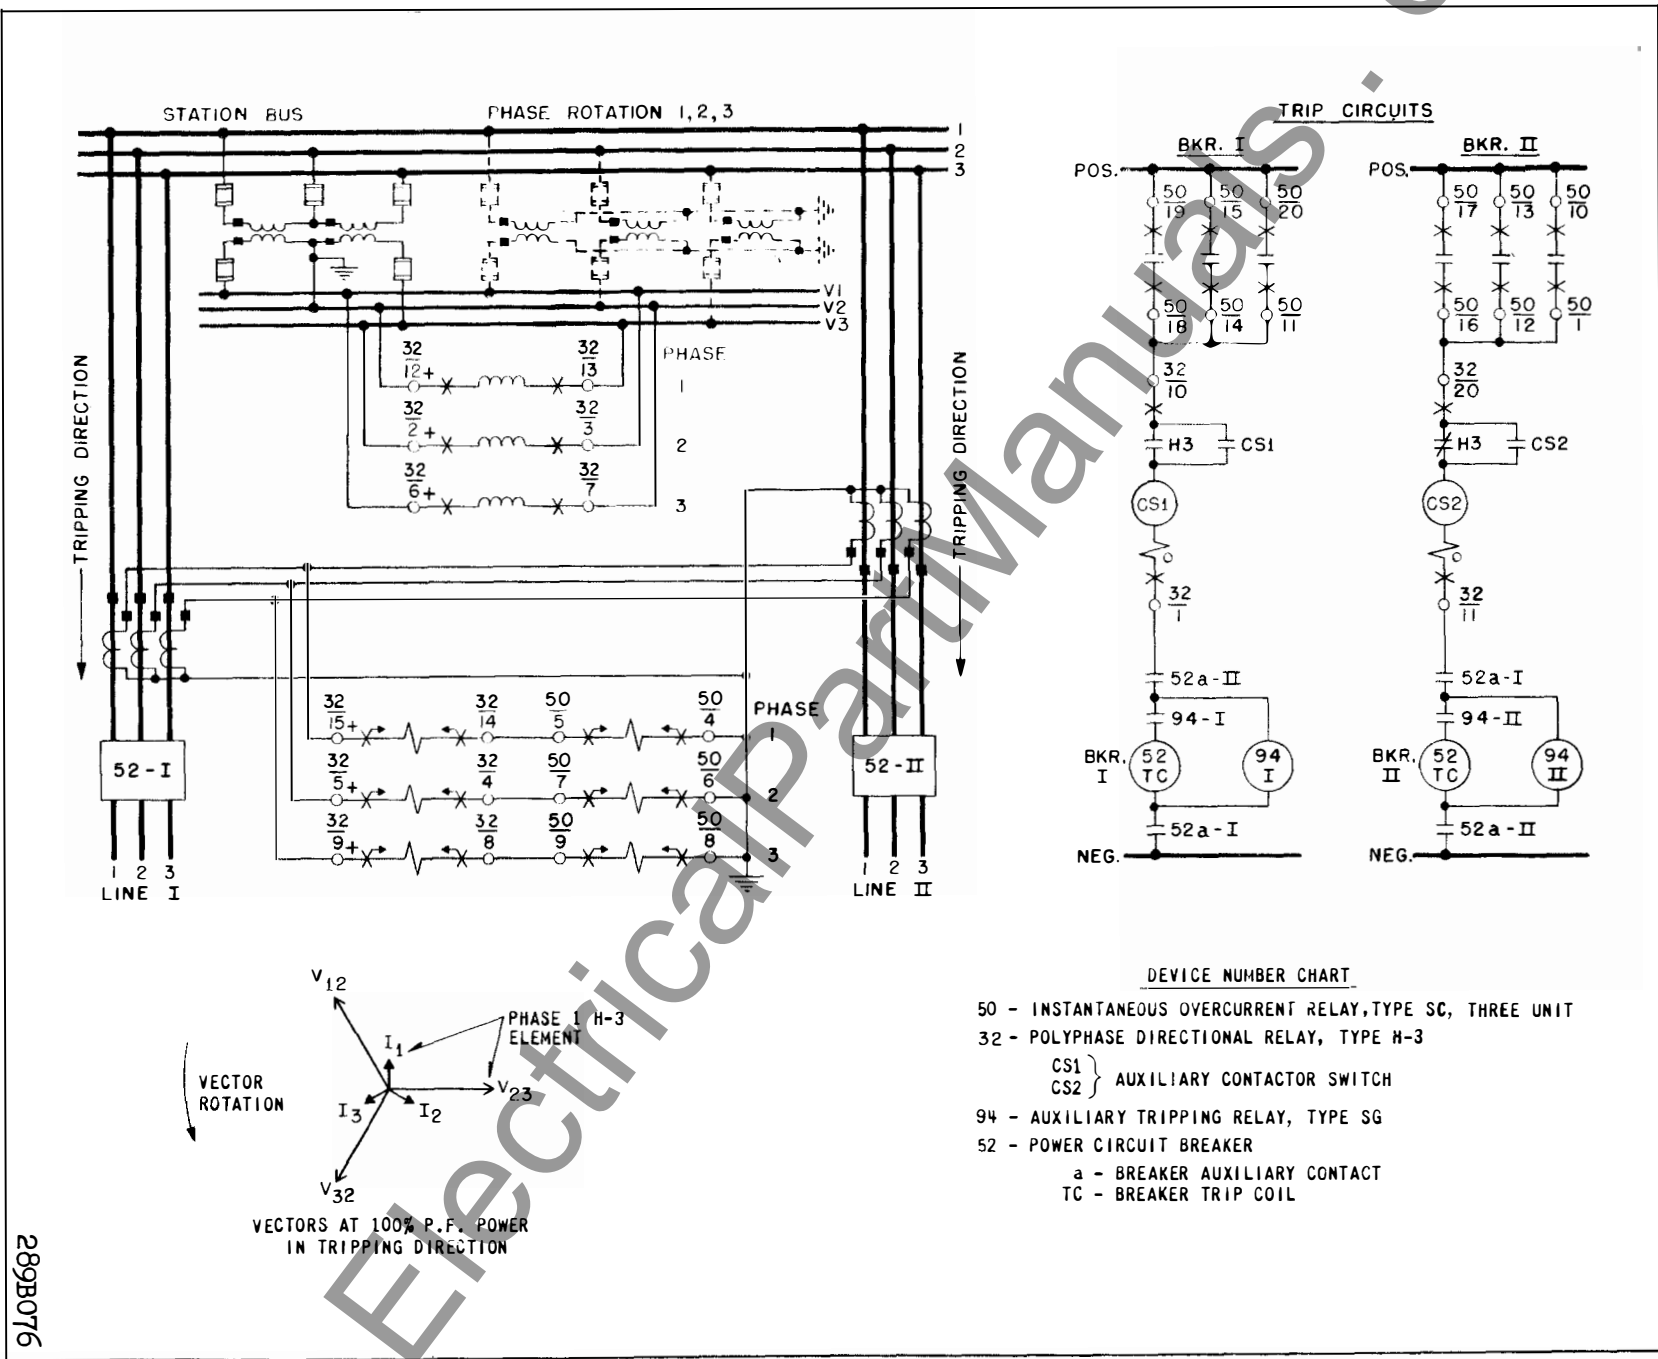 STATION BUS
PHASE ROTATION 1,2,3
1
2
3
V1
V2
V3
PHASE
32
12+
32
13
1
32
2+
32
3
2
32
6+
32
7
3
TRIPPING DIRECTION
TRIPPING DIRECTION
PHASE
32
15+
32
14
50
5
50
4
1
32
5+
32
4
50
7
50
6
2
32
9+
32
8
50
9
50
8
3
52-I
52-II
1 2 3
LINE I
1 2 3
LINE II
TRIP CIRCUITS
BKR. I
POS.
50
19
50
15
50
20
50
18
50
14
50
11
32
10
H3
CS1
CS1
32
1
52a-II
94-I
BKR.
I
52
TC
94
I
52a-I
NEG.
BKR. II
POS.
50
17
50
13
50
10
50
16
50
12
50
1
32
20
H3
CS2
CS2
32
11
52a-I
94-II
BKR.
II
52
TC
94
II
52a-II
NEG.
V12
PHASE 1 H-3
ELEMENT
I1
V23
I3
I2
V32
VECTOR
ROTATION
VECTORS AT 100% P.F. POWER
IN TRIPPING DIRECTION
DEVICE NUMBER CHART
50 - INSTANTANEOUS OVERCURRENT RELAY, TYPE SC, THREE UNIT
32 - POLYPHASE DIRECTIONAL RELAY, TYPE H-3
CS1
CS2
AUXILIARY CONTACTOR SWITCH
94 - AUXILIARY TRIPPING RELAY, TYPE SG
52 - POWER CIRCUIT BREAKER
a - BREAKER AUXILIARY CONTACT
TC - BREAKER TRIP COIL
289B076
ElectricalPartManuals .